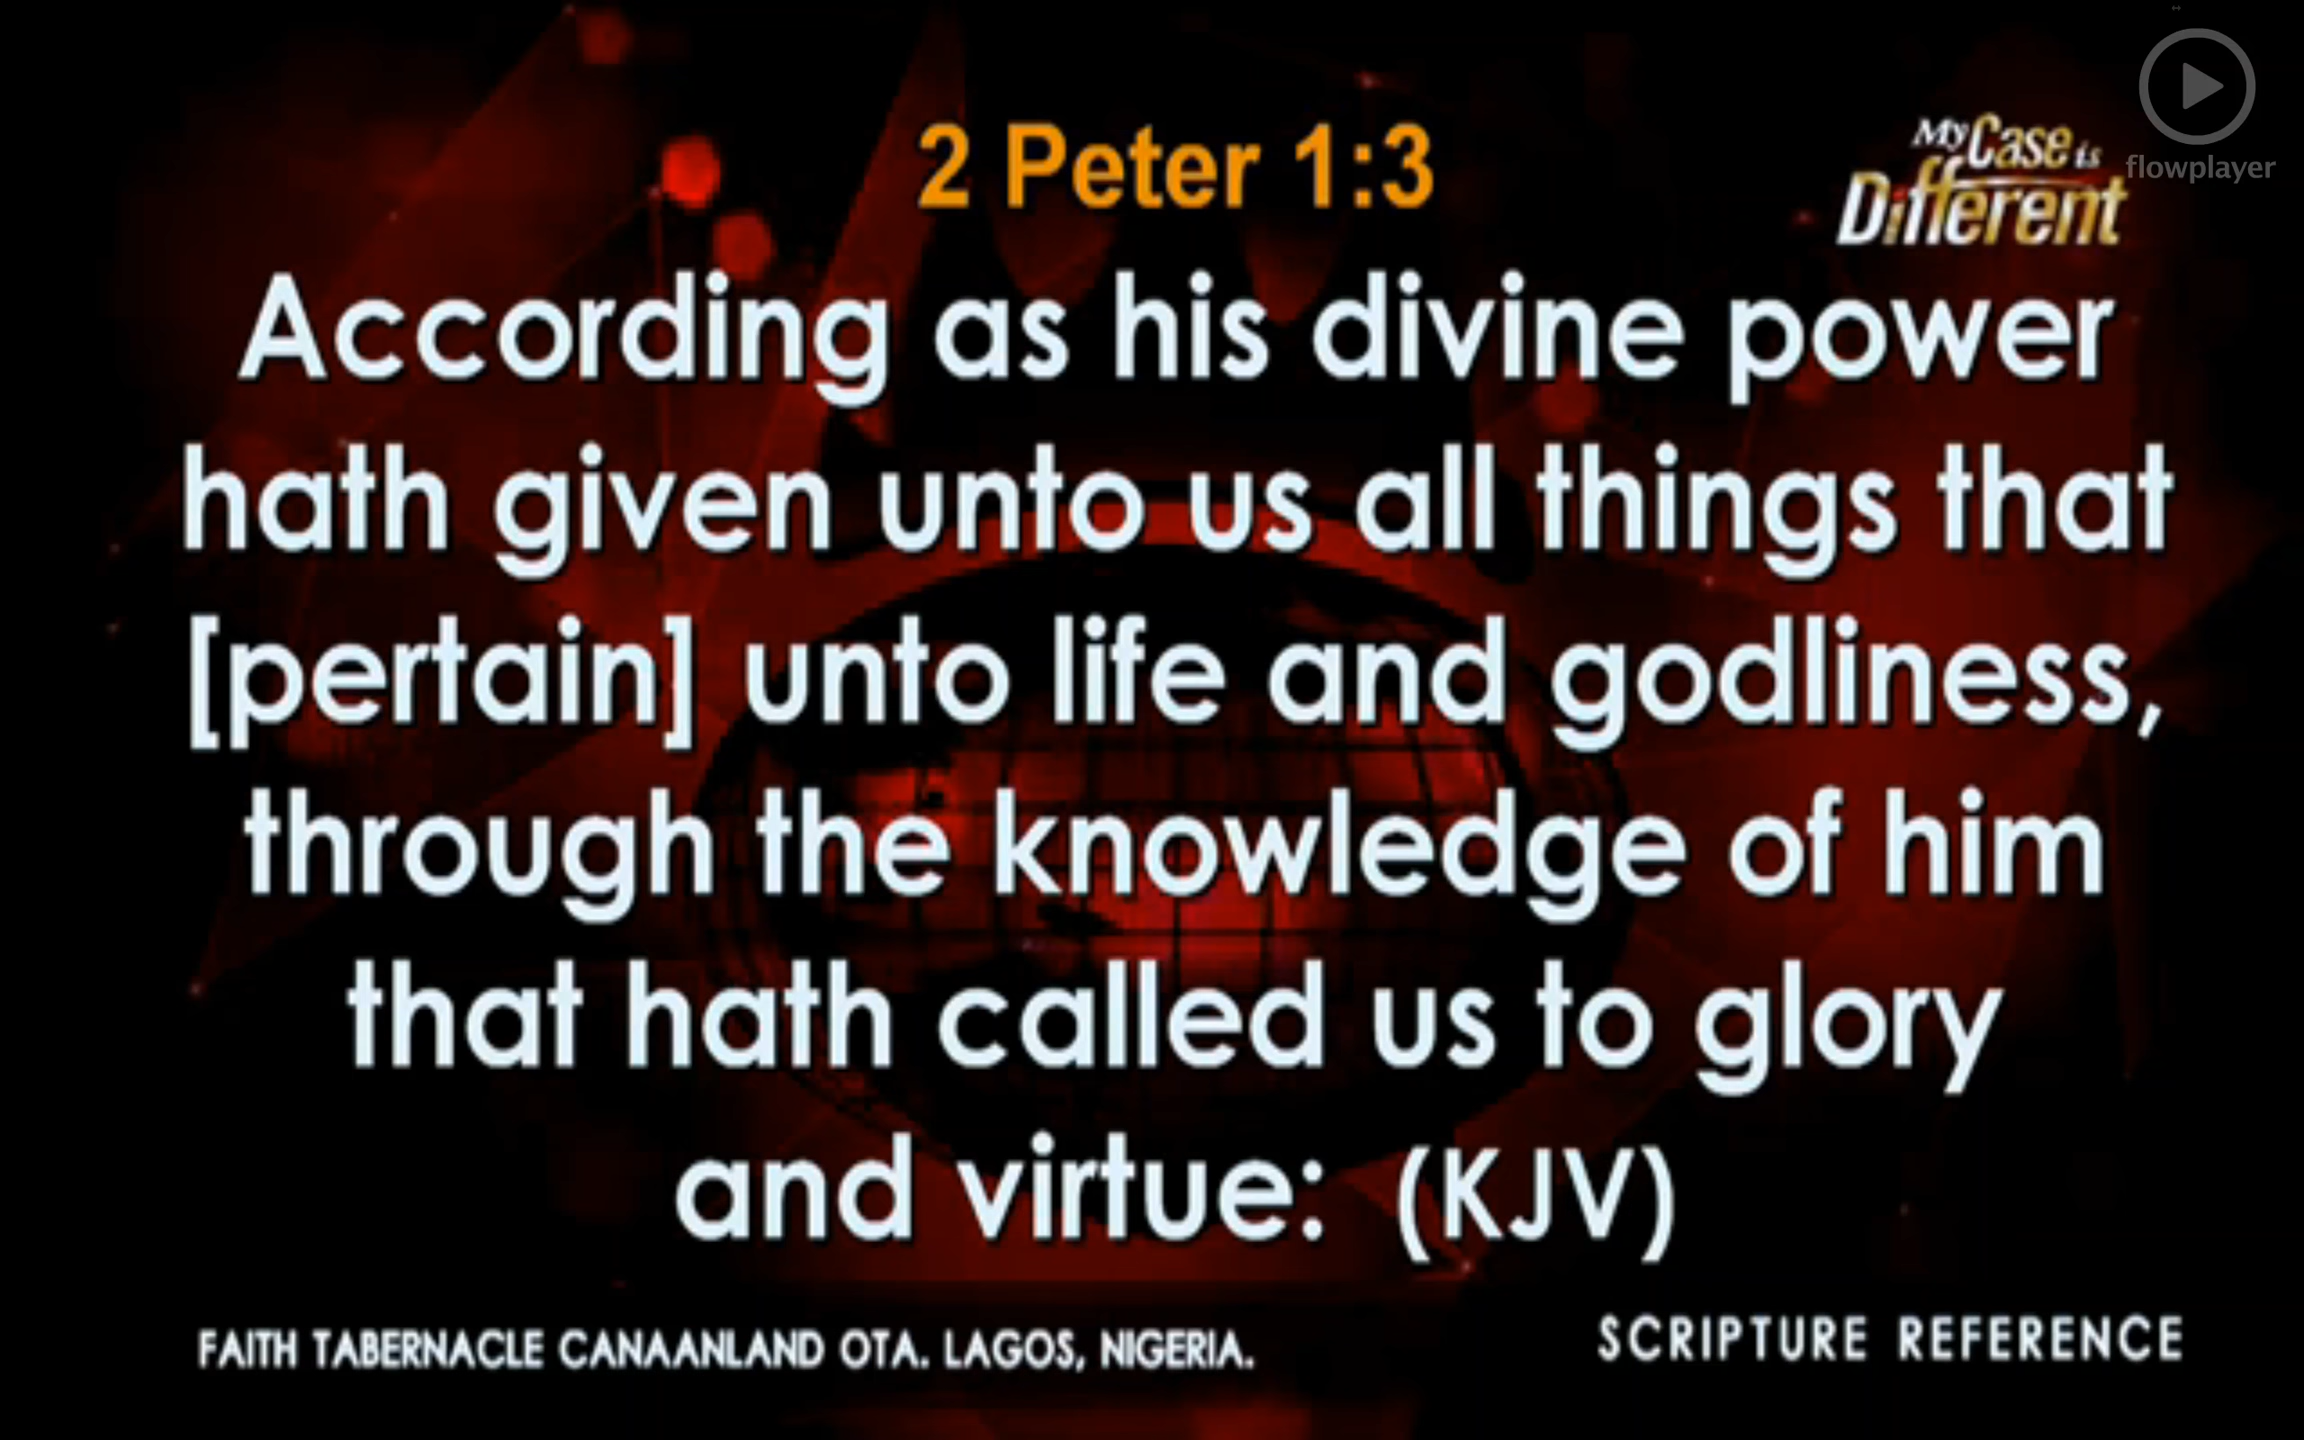 2 Peter 1:3
My Case is
Different
flowplayer
According as his divine power
hath given unto us all things that
[pertain] unto life and godliness,
through the knowledge of him
that hath called us to glory
and virtue: (KJV)
FAITH TABERNACLE CANAANLAND OTA. LAGOS, NIGERIA.
SCRIPTURE REFERENCE